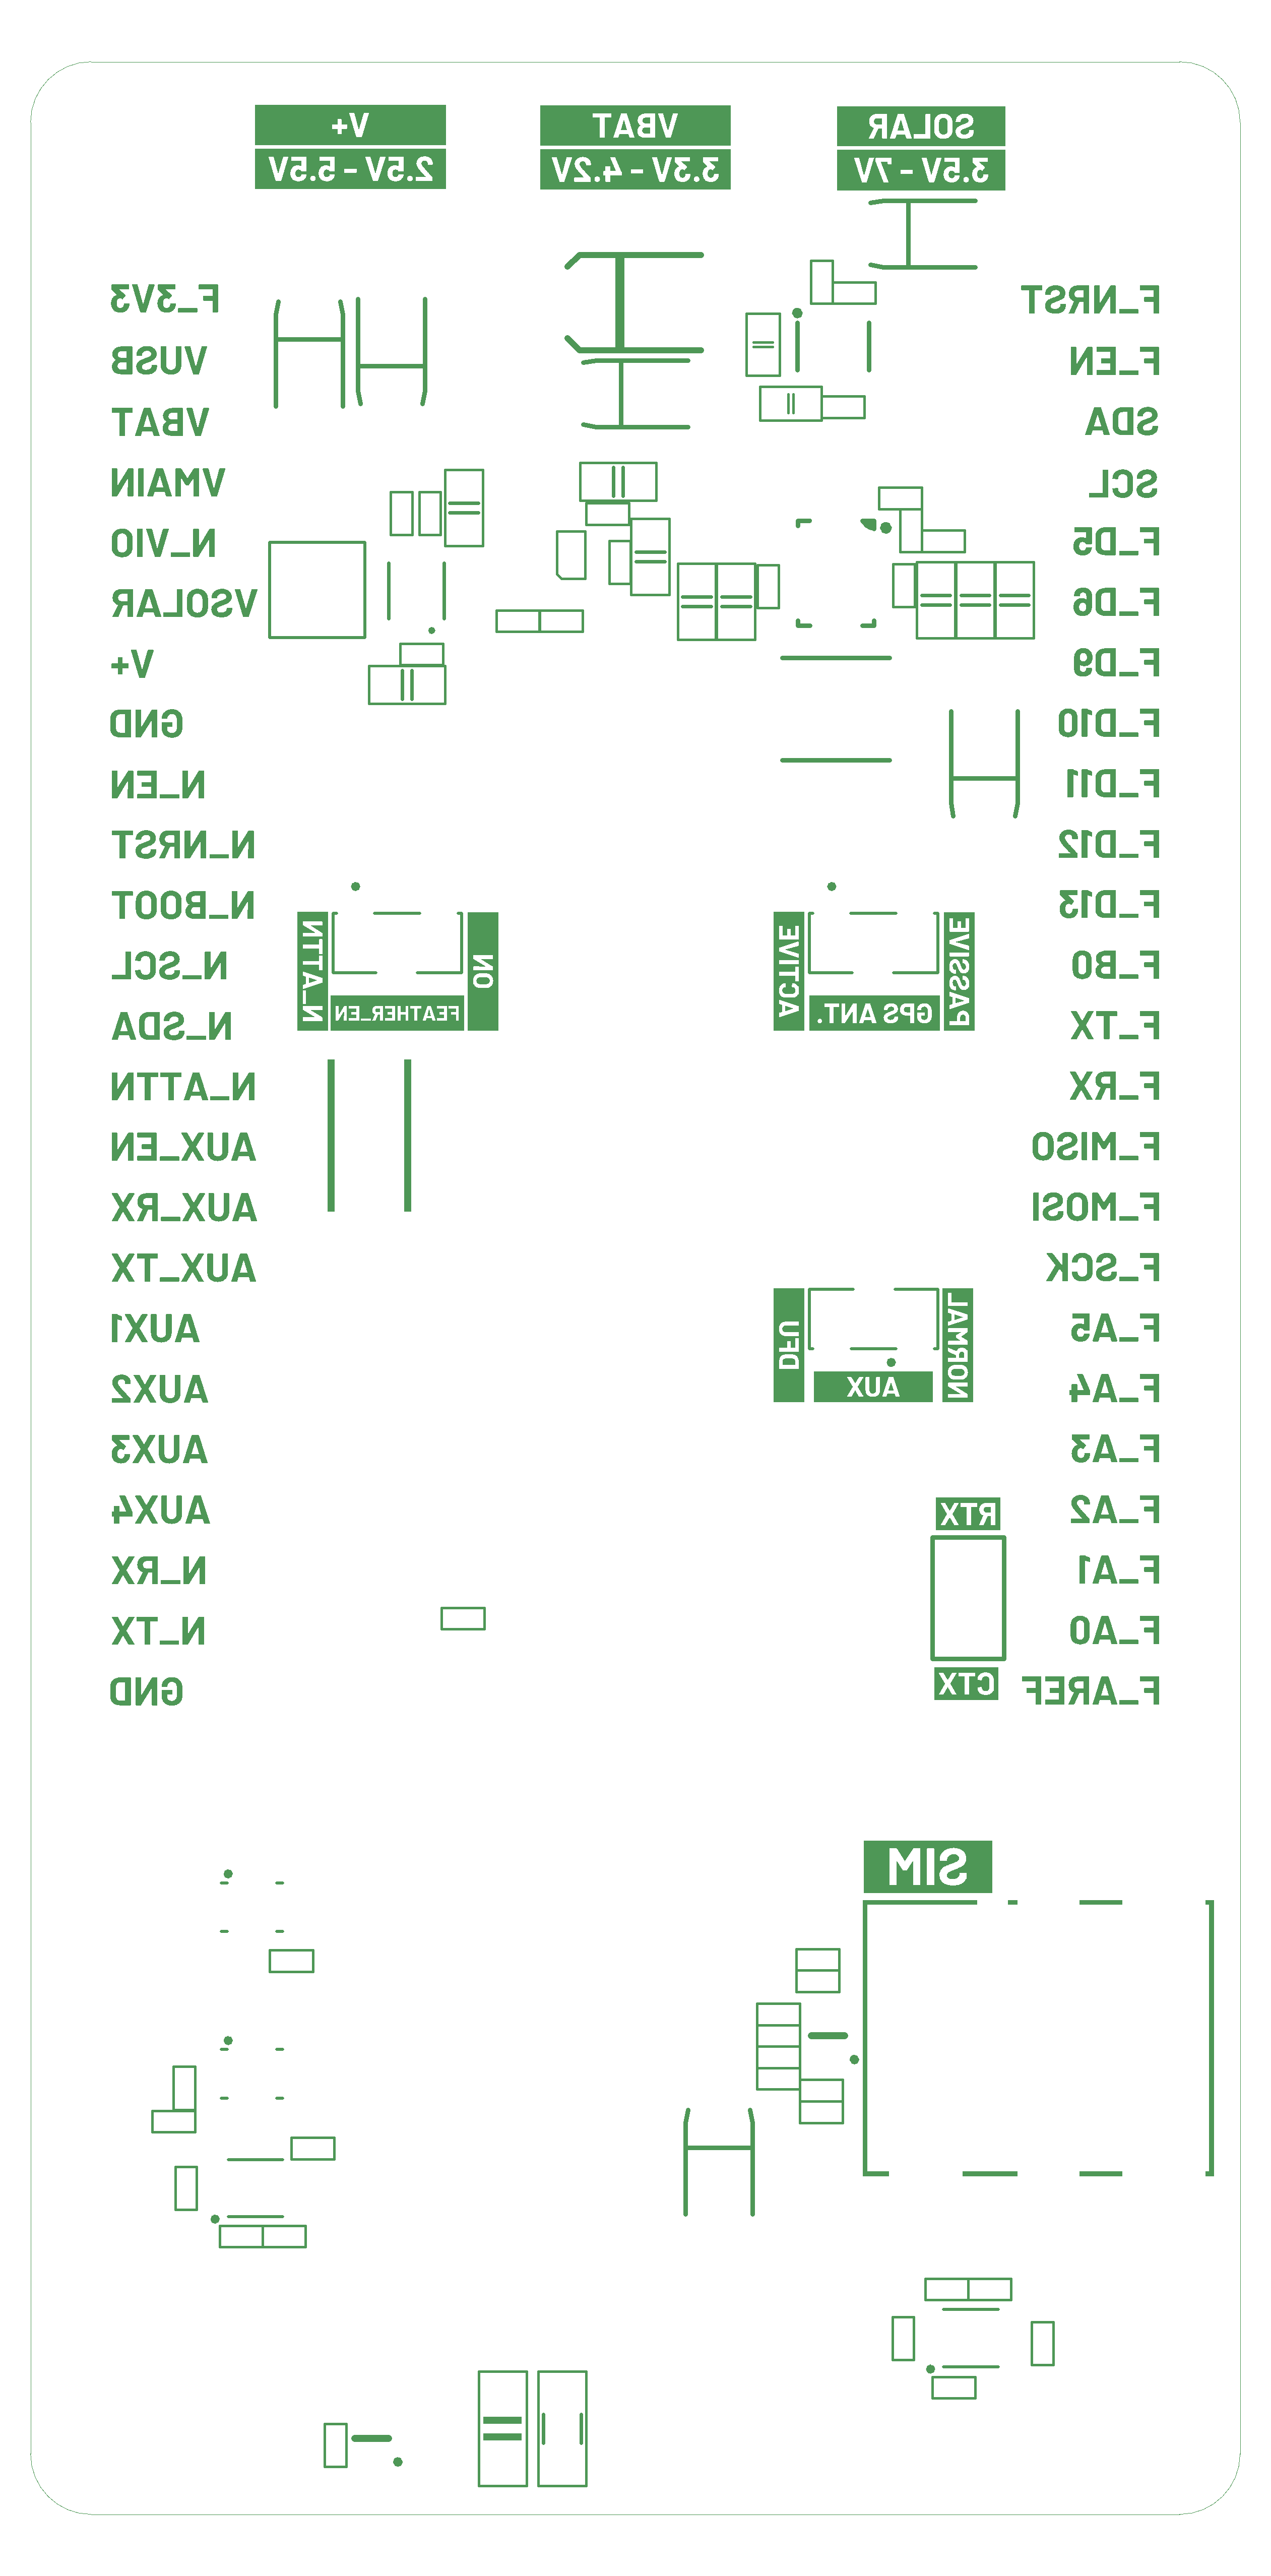 V+
2.5V - 5.5V
VBAT
3.3V - 4.2V
SOLAR
3.5V - 7V
F_3V3
VUSB
VBAT
VMAIN
N_VIO
VSOLAR
V+
GND
N_EN
N_NRST
N_BOOT
N_SCL
N_SDA
N_ATTN
AUX_EN
AUX_RX
AUX_TX
AUX1
AUX2
AUX3
AUX4
N_RX
N_TX
GND
F_NRST
F_EN
SDA
SCL
F_D5
F_D6
F_D9
F_D10
F_D11
F_D12
F_D13
F_B0
F_TX
F_RX
F_MISO
F_MOSI
F_SCK
F_A5
F_A4
F_A3
F_A2
F_A1
F_A0
F_AREF
N_ATTN
FEATHER_EN
ON
ACTIVE
GPS ANT.
PASSIVE
DFU
AUX
NORMAL
RTX
CTX
SIM